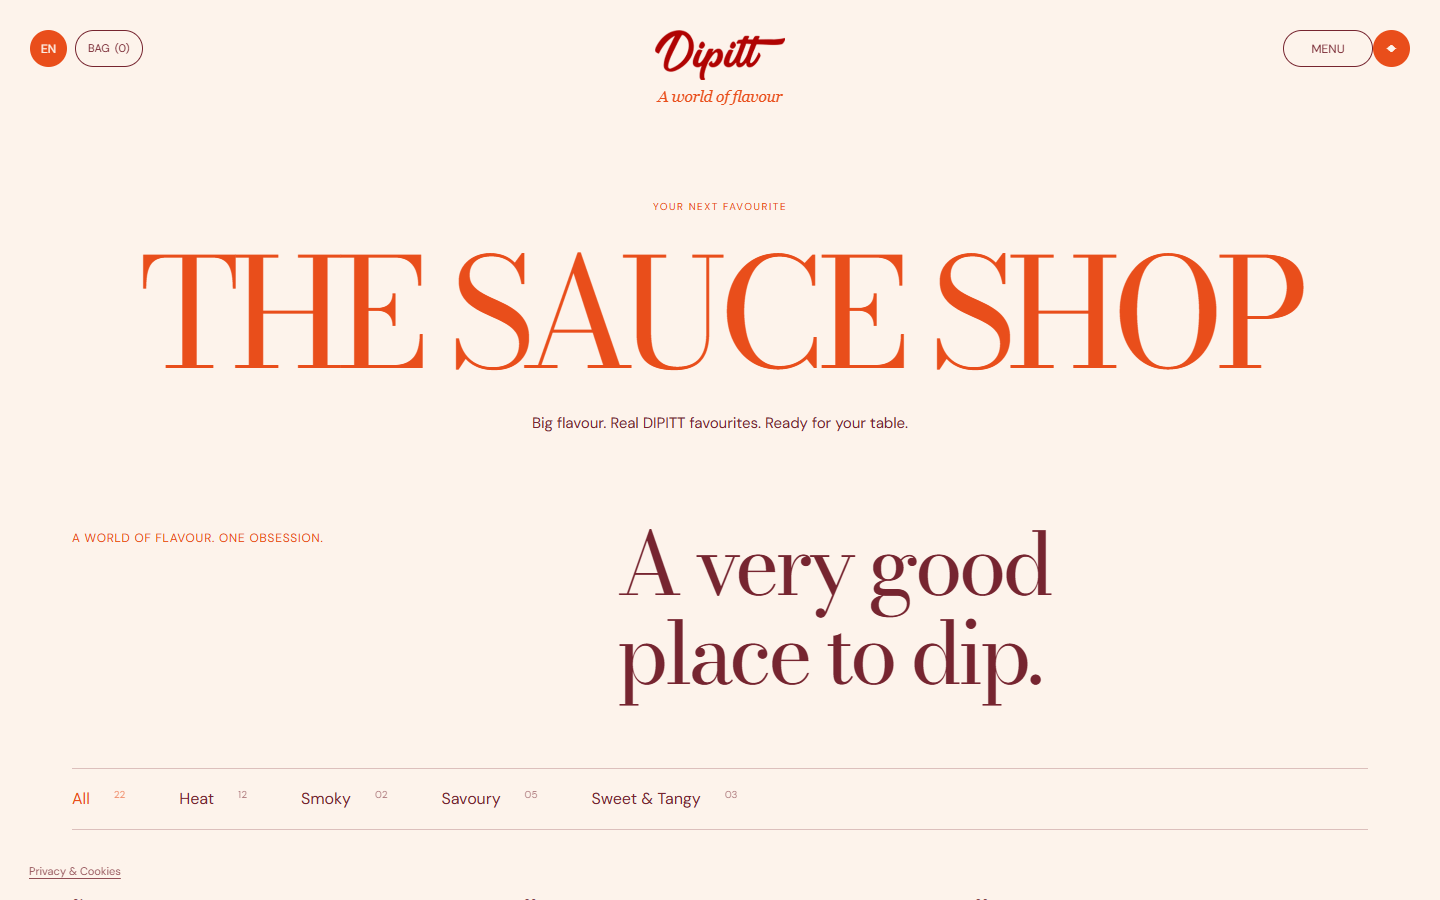 EN
BAG (0)
Dipitt
A world of flavour
MENU
YOUR NEXT FAVOURITE
THE SAUCE SHOP
Big flavour. Real DIPITT favourites. Ready for your table.
A WORLD OF FLAVOUR. ONE OBSESSION.
A very good
place to dip.
All 22 Heat 12 Smoky 02 Savoury 05 Sweet & Tangy 03
Privacy & Cookies